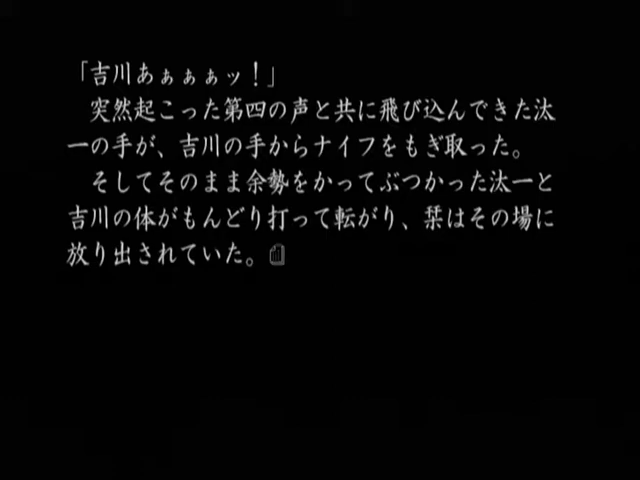 「吉川あぁぁぁッ！」
　突然起こった第四の声と共に飛び込んできた汰
一の手が、吉川の手からナイフをもぎ取った。
　そしてそのまま余勢をかってぶつかった汰一と
吉川の体がもんどり打って転がり、栞はその場に
放り出されていた。